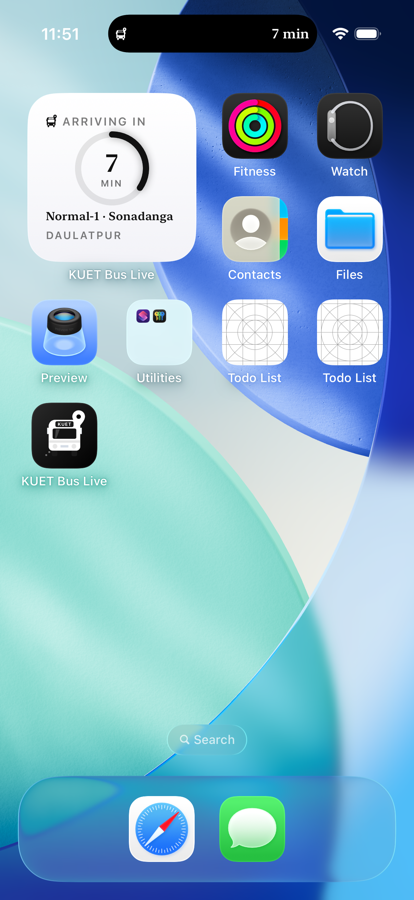 11:51
7 min
ARRIVING IN
7
MIN
Normal-1 · Sonadanga
DAULATPUR
KUET Bus Live
Fitness
Watch
Contacts
Files
Preview
Utilities
Todo List
Todo List
KUET
KUET Bus Live
Search